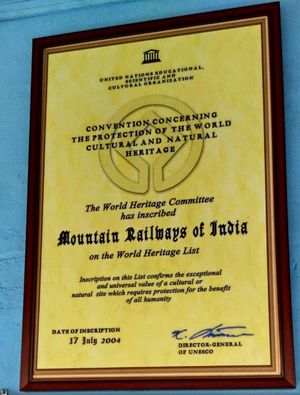 UNITED NATIONS EDUCATIONAL,
SCIENTIFIC AND
CULTURAL ORGANIZATION
CONVENTION CONCERNING
THE PROTECTION OF THE WORLD
CULTURAL AND NATURAL
HERITAGE
The World Heritage Committee
has inscribed
Mountain Railways of India
on the World Heritage List
Inscription on this List confirms the exceptional
and universal value of a cultural or
natural site which requires protection for the benefit
of all humanity
DATE OF INSCRIPTION
17 July 2004
DIRECTOR-GENERAL
OF UNESCO